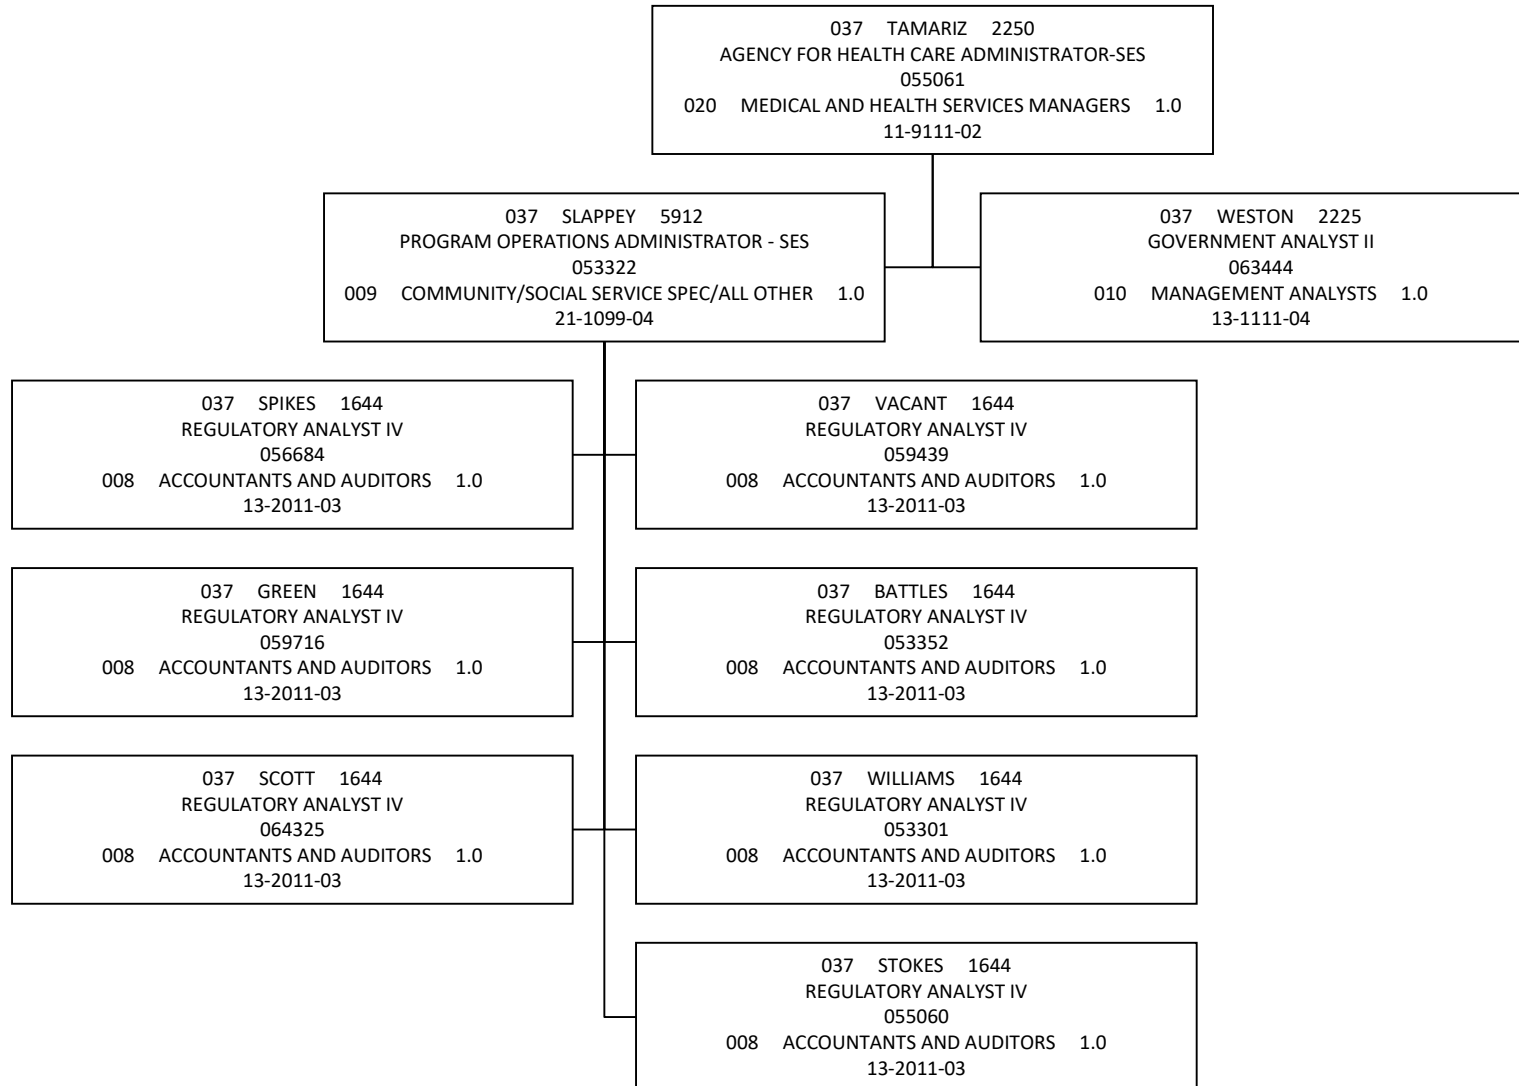 037 TAMARIZ 2250
AGENCY FOR HEALTH CARE ADMINISTRATOR-SES
055061
020 MEDICAL AND HEALTH SERVICES MANAGERS 1.0
11-9111-02
037 SLAPPEY 5912
PROGRAM OPERATIONS ADMINISTRATOR - SES
053322
009 COMMUNITY/SOCIAL SERVICE SPEC/ALL OTHER 1.0
21-1099-04
037 WESTON 2225
GOVERNMENT ANALYST II
063444
010 MANAGEMENT ANALYSTS 1.0
13-1111-04
037 SPIKES 1644
REGULATORY ANALYST IV
056684
008 ACCOUNTANTS AND AUDITORS 1.0
13-2011-03
037 VACANT 1644
REGULATORY ANALYST IV
059439
008 ACCOUNTANTS AND AUDITORS 1.0
13-2011-03
037 GREEN 1644
REGULATORY ANALYST IV
059716
008 ACCOUNTANTS AND AUDITORS 1.0
13-2011-03
037 BATTLES 1644
REGULATORY ANALYST IV
053352
008 ACCOUNTANTS AND AUDITORS 1.0
13-2011-03
037 SCOTT 1644
REGULATORY ANALYST IV
064325
008 ACCOUNTANTS AND AUDITORS 1.0
13-2011-03
037 WILLIAMS 1644
REGULATORY ANALYST IV
053301
008 ACCOUNTANTS AND AUDITORS 1.0
13-2011-03
037 STOKES 1644
REGULATORY ANALYST IV
055060
008 ACCOUNTANTS AND AUDITORS 1.0
13-2011-03